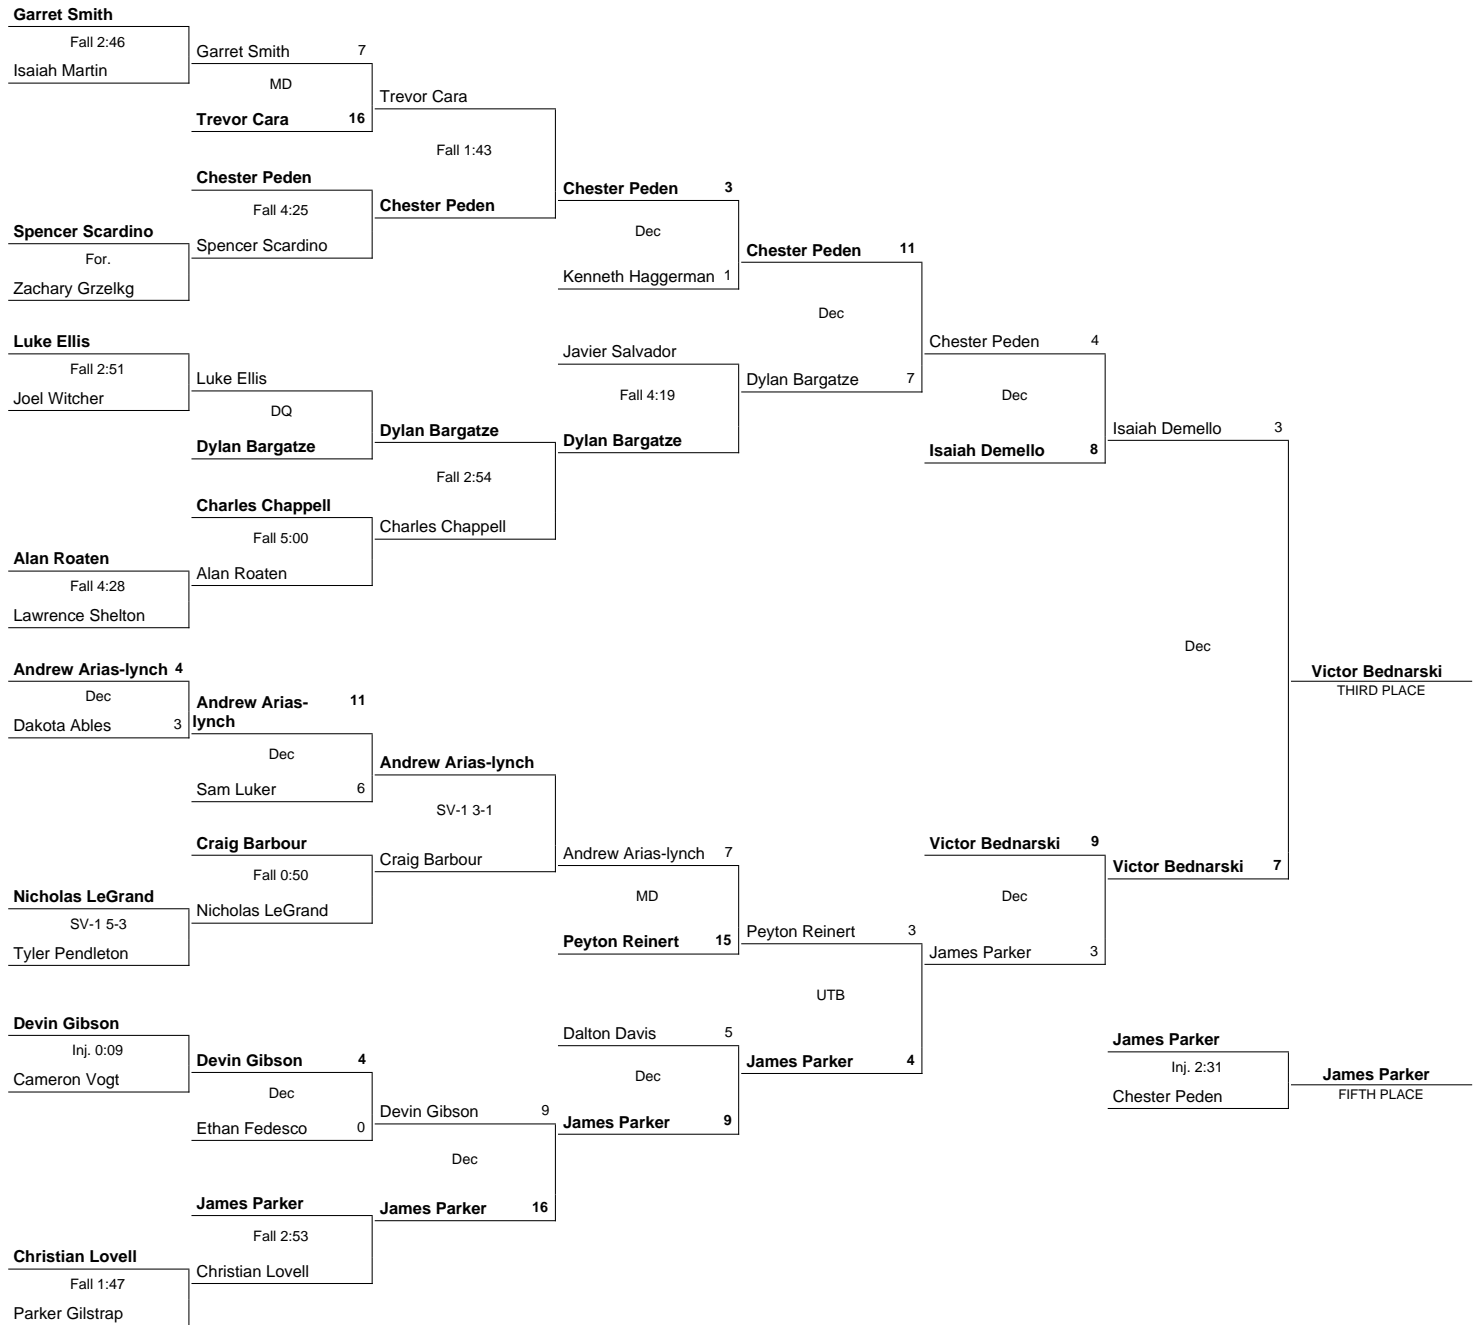 Garret Smith
Fall 2:46
Isaiah Martin
Garret Smith 7
MD
Trevor Cara 16
Trevor Cara
Fall 1:43
Chester Peden
Chester Peden
Fall 4:25
Spencer Scardino
Spencer Scardino
For.
Zachary Grzelkg
Chester Peden 3
Dec
Kenneth Haggerman 1
Chester Peden 11
Dec
Dylan Bargatze 7
Luke Ellis
Fall 2:51
Joel Witcher
Luke Ellis
DQ
Dylan Bargatze
Dylan Bargatze
Fall 2:54
Charles Chappell
Javier Salvador
Fall 4:19
Dylan Bargatze
Charles Chappell
Fall 5:00
Alan Roaten
Alan Roaten
Fall 4:28
Lawrence Shelton
Chester Peden 4
Dec
Isaiah Demello 8
Isaiah Demello 3
Dec
Victor Bednarski 7
Victor Bednarski
THIRD PLACE
Andrew Arias-lynch 4
Dec
Dakota Ables 3
Andrew Arias- 11
lynch
Dec
Sam Luker 6
Andrew Arias-lynch
SV-1 3-1
Craig Barbour
Craig Barbour
Fall 0:50
Nicholas LeGrand
Nicholas LeGrand
SV-1 5-3
Tyler Pendleton
Andrew Arias-lynch 7
MD
Peyton Reinert 15
Peyton Reinert 3
UTB
James Parker 4
Victor Bednarski 9
Dec
James Parker 3
Devin Gibson
Inj. 0:09
Cameron Vogt
Devin Gibson 4
Dec
Ethan Fedesco 0
Devin Gibson 9
Dec
James Parker 16
Dalton Davis 5
Dec
James Parker 9
James Parker
Fall 2:53
Christian Lovell
Christian Lovell
Fall 1:47
Parker Gilstrap
James Parker
Inj. 2:31
Chester Peden
James Parker
FIFTH PLACE